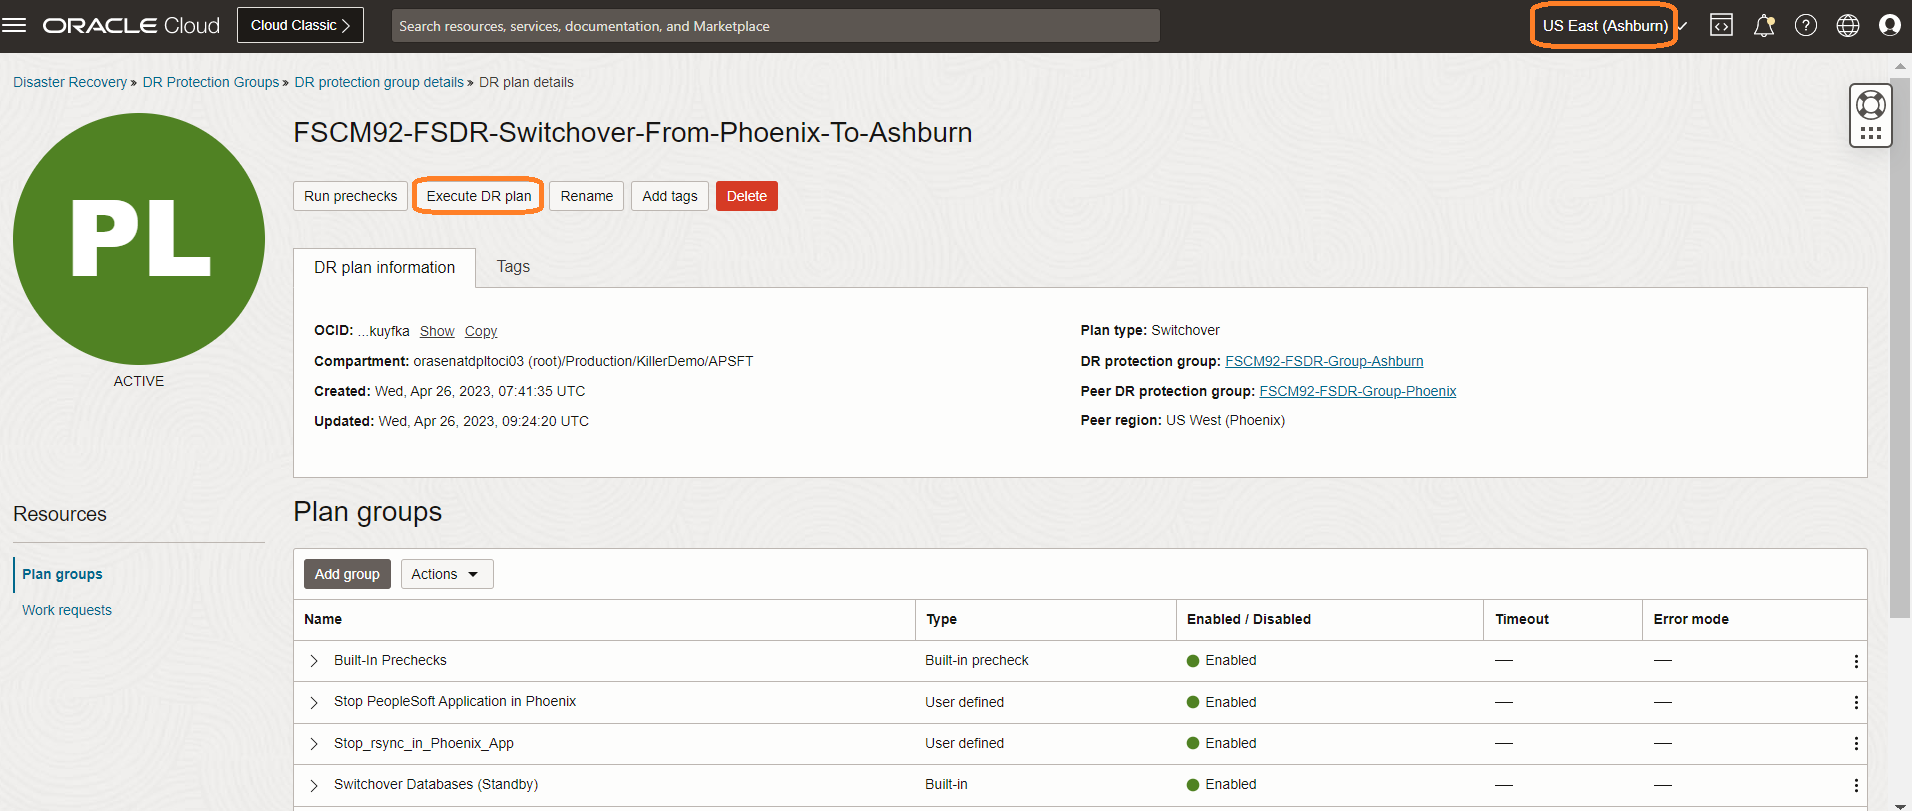 ORACLE Cloud
Cloud Classic
Search resources, services, documentation, and Marketplace
US East (Ashburn)
Disaster Recovery » DR Protection Groups » DR protection group details » DR plan details
PL
ACTIVE
FSCM92-FSDR-Switchover-From-Phoenix-To-Ashburn
Run prechecks Execute DR plan Rename Add tags Delete
DR plan information Tags
OCID: ...kuyfka Show Copy
Compartment: orasenatdpltoci03 (root)/Production/KillerDemo/APSFT
Created: Wed, Apr 26, 2023, 07:41:35 UTC
Updated: Wed, Apr 26, 2023, 09:24:20 UTC
Plan type: Switchover
DR protection group: FSCM92-FSDR-Group-Ashburn
Peer DR protection group: FSCM92-FSDR-Group-Phoenix
Peer region: US West (Phoenix)
Resources
Plan groups
Work requests
Plan groups
Add group Actions
Name Type Enabled / Disabled Timeout Error mode
Built-In Prechecks Built-in precheck Enabled — —
Stop PeopleSoft Application in Phoenix User defined Enabled — —
Stop_rsync_in_Phoenix_App User defined Enabled — —
Switchover Databases (Standby) Built-in Enabled — —